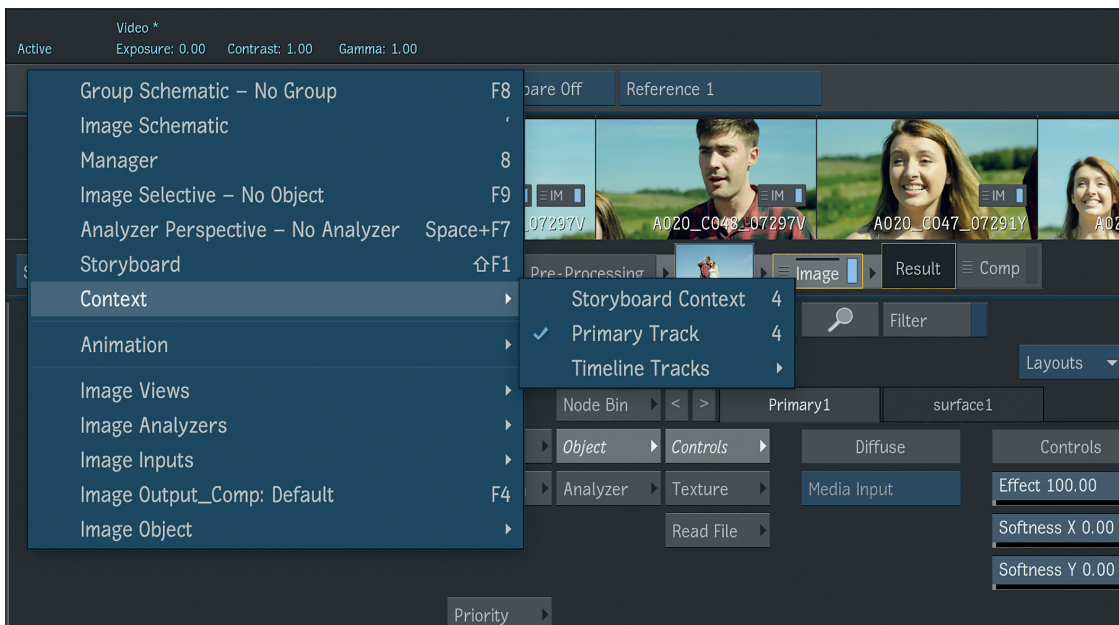 Video *
Active
Exposure: 0.00 Contrast: 1.00 Gamma: 1.00
Group Schematic – No Group F8
Image Schematic ‘
Manager 8
Image Selective – No Object F9
Analyzer Perspective – No Analyzer Space+F7
Storyboard ⇧F1
Context
Animation
Image Views
Image Analyzers
Image Inputs
Image Output_Comp: Default F4
Image Object
Storyboard Context 4
Primary Track 4
Timeline Tracks
Off Reference 1
IM IM IM
_07297V A020_C048_07297V A020_C047_07291Y
Pre-Processing Image Result Comp
Filter
Layouts
Node Bin < > Primary1 surface1
Object Controls Diffuse Controls
Analyzer Texture Media Input Effect 100.00
Read File Softness X 0.00
Softness Y 0.00
Priority